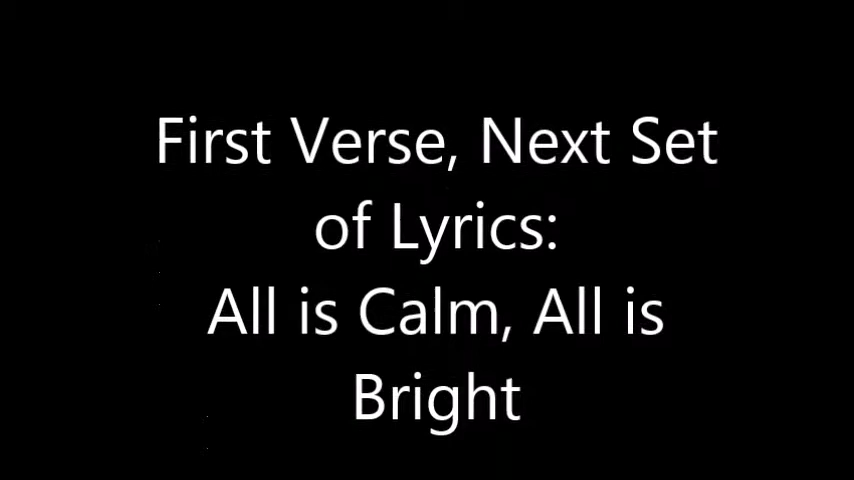 First Verse, Next Set
of Lyrics:
All is Calm, All is
Bright